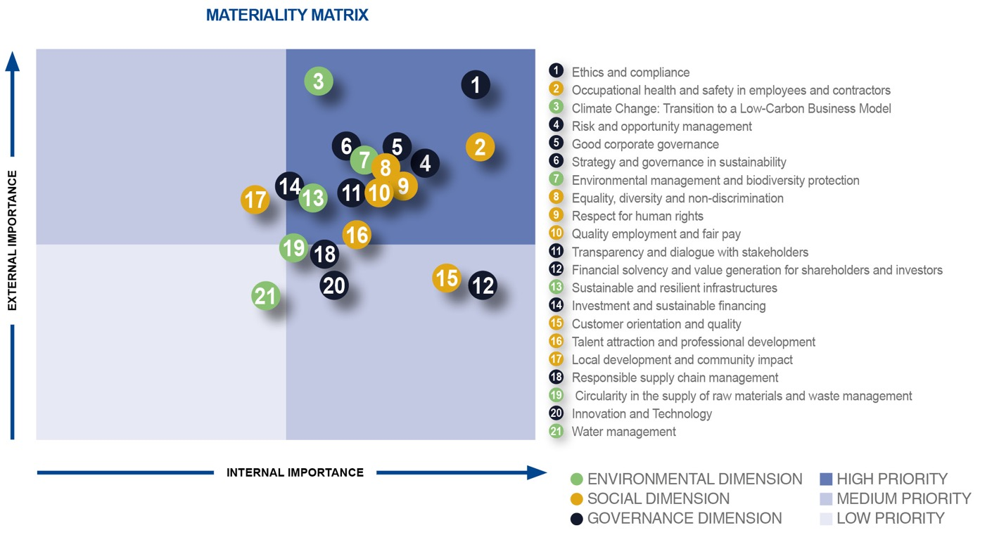 MATERIALITY MATRIX
EXTERNAL IMPORTANCE
3
1
6
5
2
7
8
4
14
13
11
10
9
17
16
19
18
20
15
12
21
INTERNAL IMPORTANCE
1 Ethics and compliance
2 Occupational health and safety in employees and contractors
3 Climate Change: Transition to a Low-Carbon Business Model
4 Risk and opportunity management
5 Good corporate governance
6 Strategy and governance in sustainability
7 Environmental management and biodiversity protection
8 Equality, diversity and non-discrimination
9 Respect for human rights
10 Quality employment and fair pay
11 Transparency and dialogue with stakeholders
12 Financial solvency and value generation for shareholders and investors
13 Sustainable and resilient infrastructures
14 Investment and sustainable financing
15 Customer orientation and quality
16 Talent attraction and professional development
17 Local development and community impact
18 Responsible supply chain management
19 Circularity in the supply of raw materials and waste management
20 Innovation and Technology
21 Water management
ENVIRONMENTAL DIMENSION
SOCIAL DIMENSION
GOVERNANCE DIMENSION
HIGH PRIORITY
MEDIUM PRIORITY
LOW PRIORITY